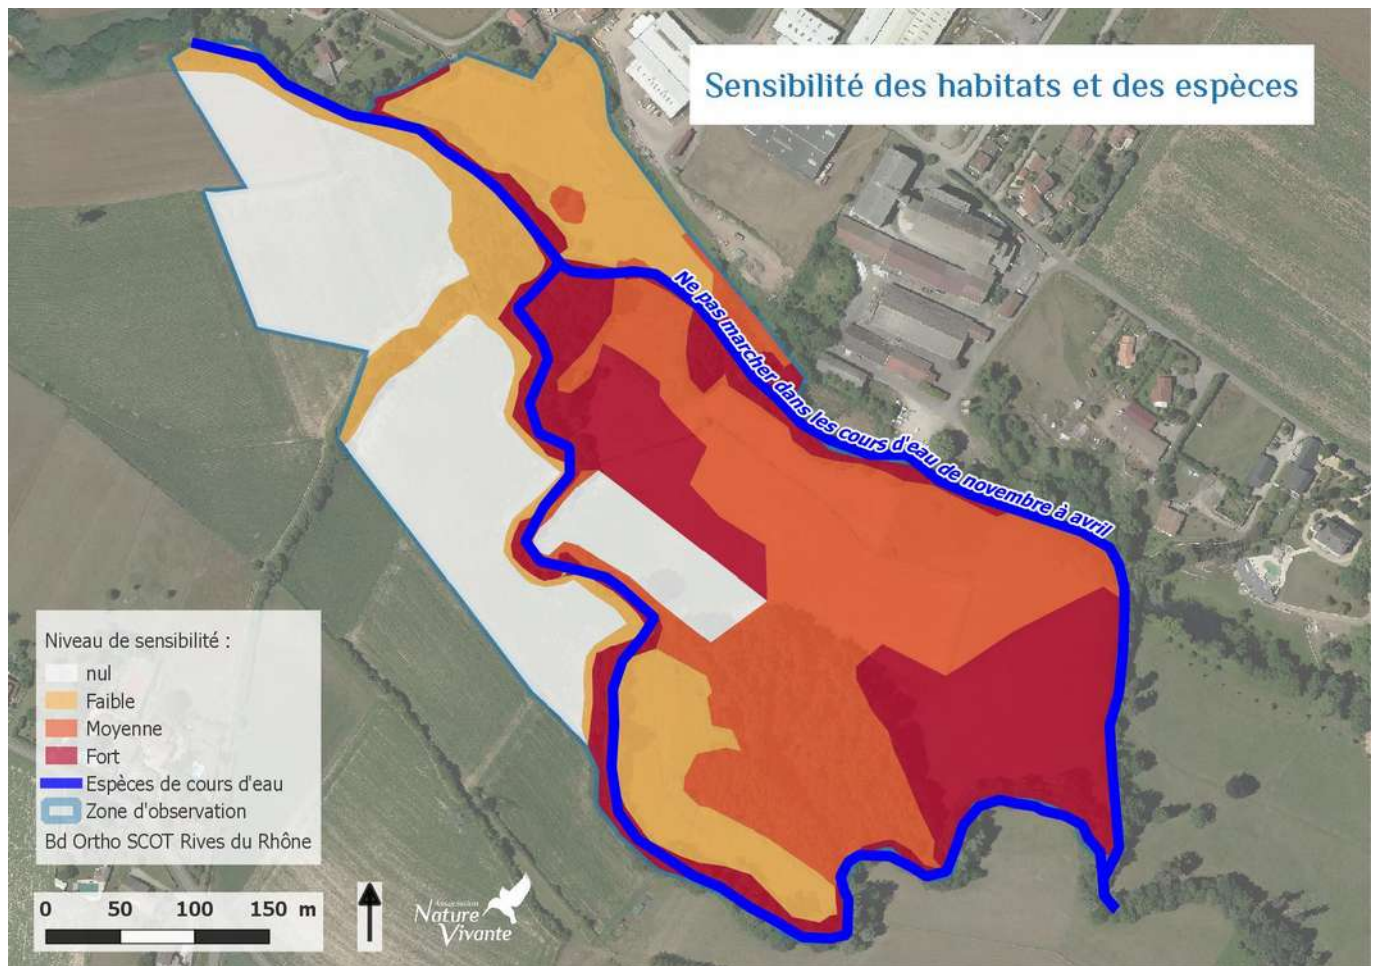 Sensibilité des habitats et des espèces
Ne pas marcher dans les cours d'eau de novembre à avril
Niveau de sensibilité :
nul
Faible
Moyenne
Fort
Espèces de cours d'eau
Zone d'observation
Bd Ortho SCOT Rives du Rhône
0 50 100 150 m
Association
Nature
Vivante